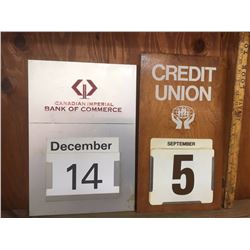 CANADIAN IMPERIAL
BANK OF COMMERCE
December
14
CREDIT
UNION
SEPTEMBER
5